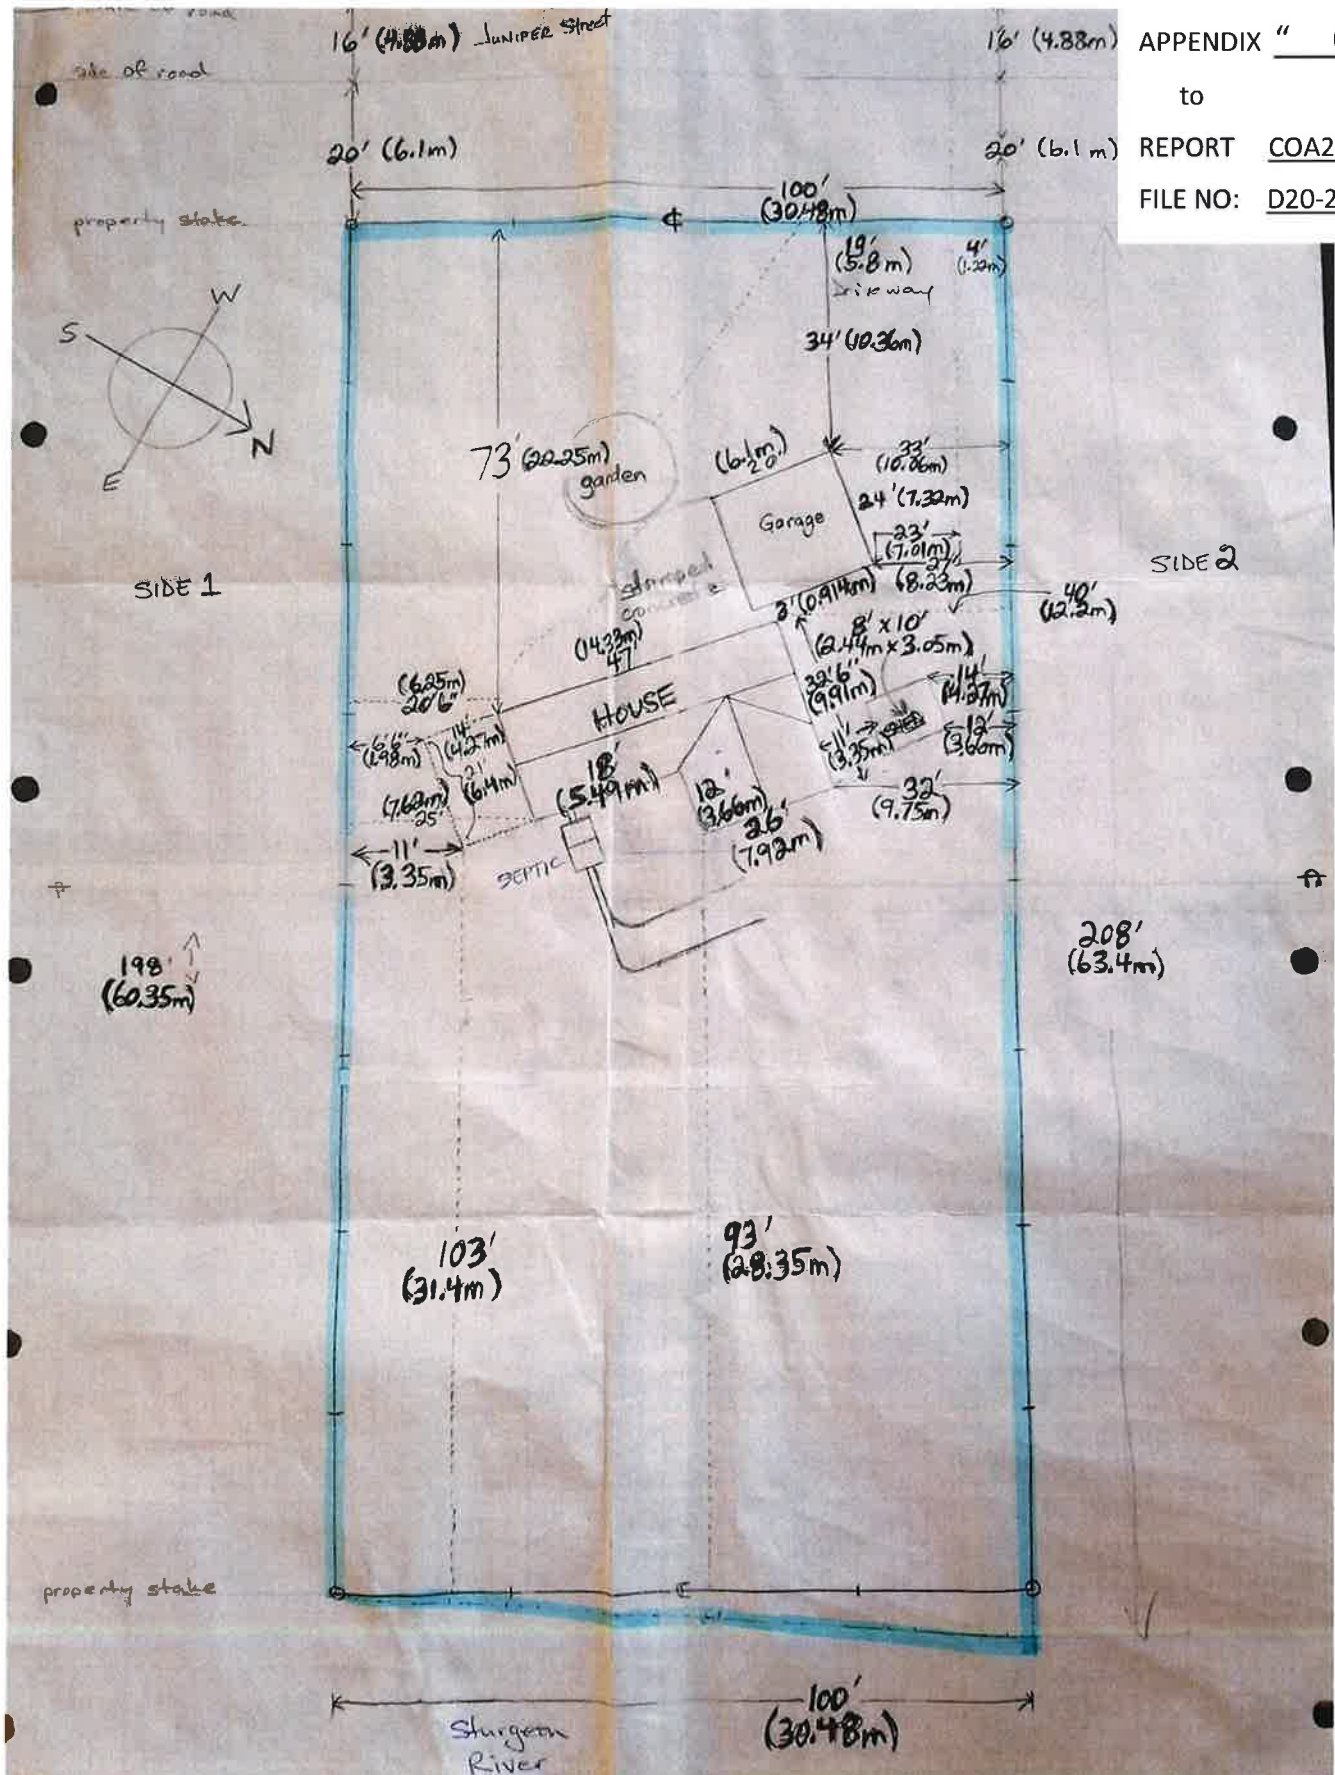 16' (4.88m) JUNIPER Street
16' (4.88m)
side of road
20' (6.1m)
20' (6.1m)
APPENDIX "
to
REPORT COA2
FILE NO: D20-2
100'
(30.48m)
property stake
19'
(5.8m)
Driveway
4'
(1.22m)
34' (10.36m)
W
S
N
E
73' (22.25m)
garden
(6.1m)
20'
33'
(10.06m)
24' (7.32m)
Garage
23'
(7.01m)
27'
(8.23m)
SIDE 1
SIDE 2
stamped
concrete
3' (0.914m)
40'
(12.2m)
8' x 10'
(2.44m x 3.05m)
(14.33m)
47'
32'6"
(9.91m)
14'
(4.27m)
(6.25m)
20'6"
HOUSE
SHED
6'6"
(1.98m)
14'
(4.27m)
11'
(3.35m)
12'
(3.66m)
21'
(6.4m)
18'
(5.49m)
12'
(3.66m)
32'
(9.75m)
(7.62m)
25'
26'
(7.92m)
11'
(3.35m)
SEPTIC
198'
(60.35m)
208'
(63.4m)
103'
(31.4m)
93'
(28.35m)
property stake
100'
(30.48m)
Sturgeon
River